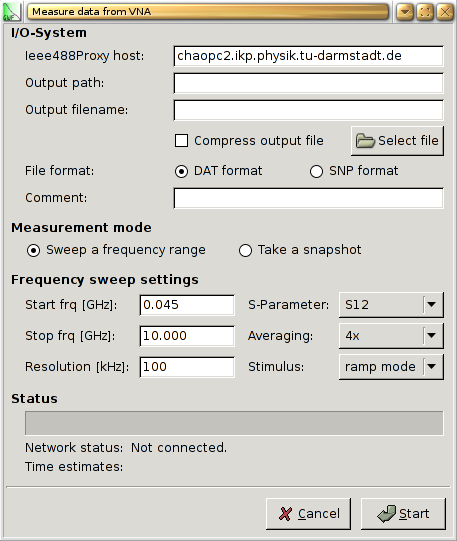 Measure data from VNA
I/O-System
Ieee488Proxy host: chaopc2.ikp.physik.tu-darmstadt.de
Output path:
Output filename:
Compress output file Select file
File format: DAT format SNP format
Comment:
Measurement mode
Sweep a frequency range Take a snapshot
Frequency sweep settings
Start frq [GHz]: 0.045 S-Parameter: S12
Stop frq [GHz]: 10.000 Averaging: 4x
Resolution [kHz]: 100 Stimulus: ramp mode
Status
Network status: Not connected.
Time estimates:
Cancel Start